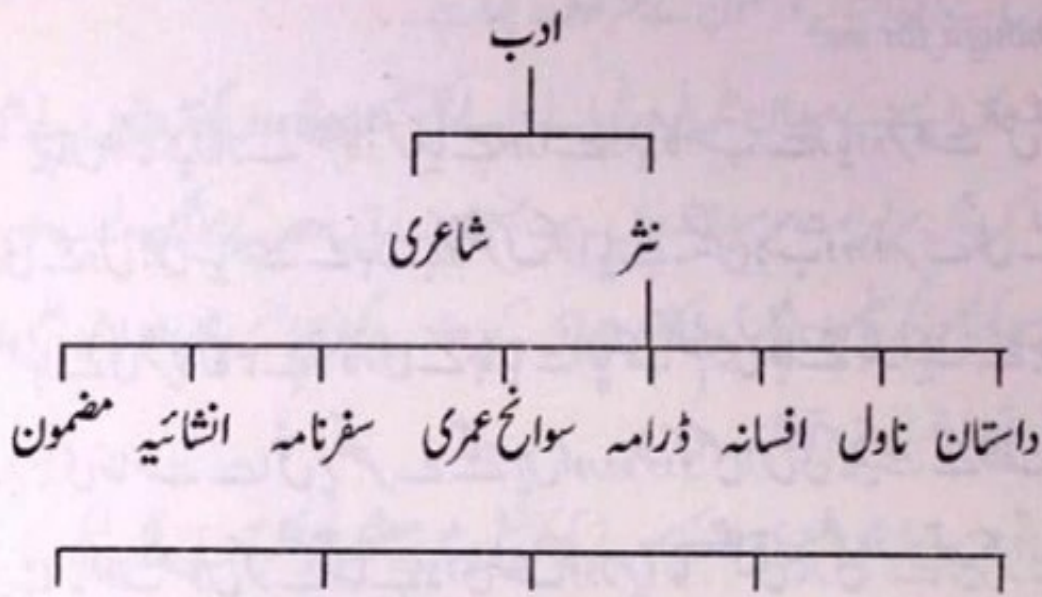 ادب
نثر شاعری
داستان ناول افسانہ ڈرامہ سوانح عمری سفرنامہ انشائیہ مضمون